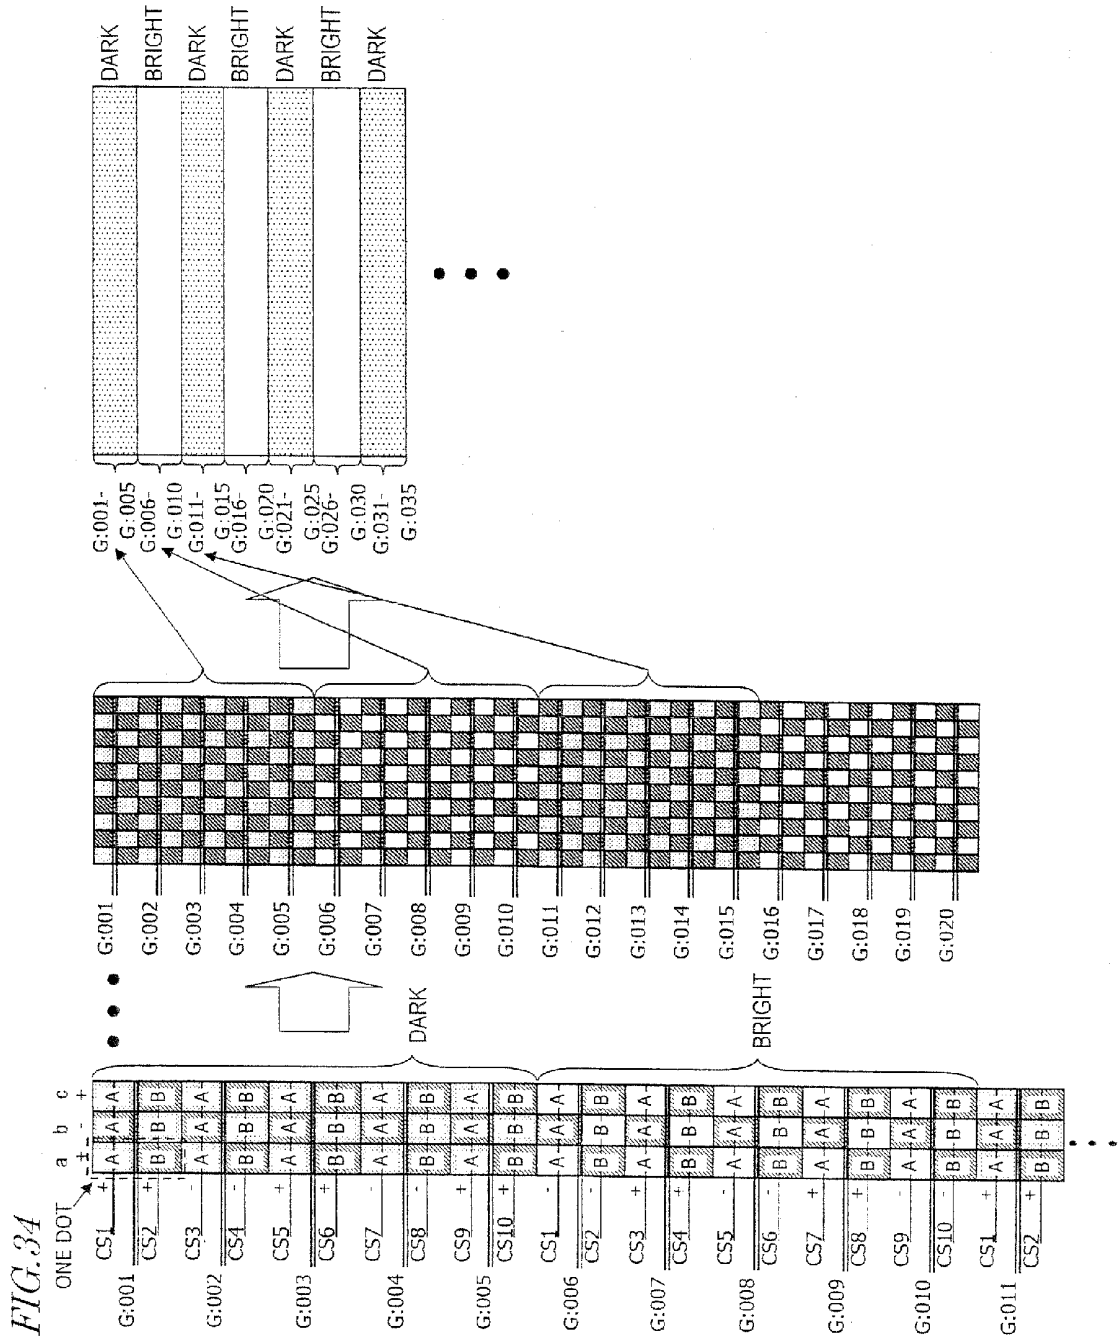 FIG.34
ONE DOT
a b c
± - +
CS1 + A A A
G:001
CS2 + B B B
CS3 - A A A
G:002
CS4 - B B B
CS5 + A A A
G:003
CS6 + B B B
CS7 - A A A
G:004
CS8 - B B B
CS9 + A A A
G:005
CS10 + B B B
CS1 - A A A
G:006
CS2 - B B B
CS3 + A A A
G:007
CS4 + B B B
CS5 - A A A
G:008
CS6 - B B B
CS7 + A A A
G:009
CS8 + B B B
CS9 - A A A
G:010
CS10 - B B B
CS1 + A A A
G:011
CS2 + B B B
DARK
BRIGHT
G:001
G:002
G:003
G:004
G:005
G:006
G:007
G:008
G:009
G:010
G:011
G:012
G:013
G:014
G:015
G:016
G:017
G:018
G:019
G:020
G:001-
G:005
G:006-
G:010
G:011-
G:015
G:016-
G:020
G:021-
G:025
G:026-
G:030
G:031-
G:035
DARK
BRIGHT
DARK
BRIGHT
DARK
BRIGHT
DARK